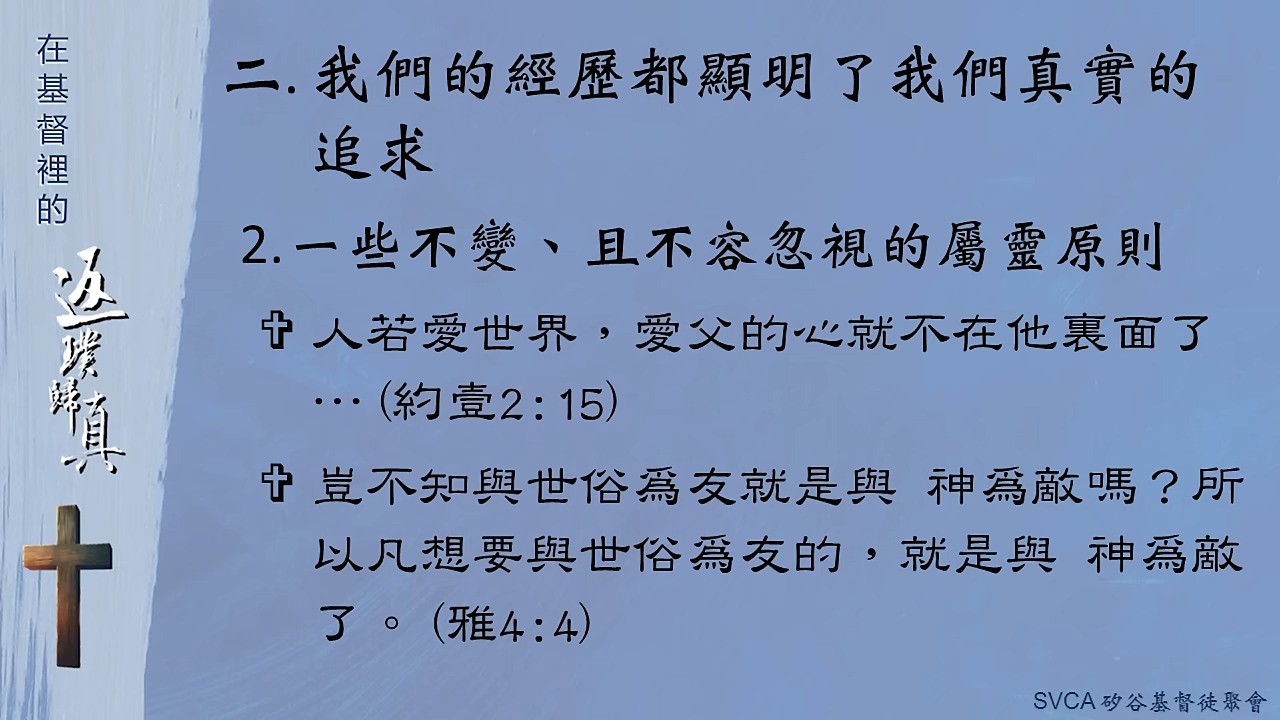 在基督裡的
返璞歸真
二.我們的經歷都顯明了我們真實的
追求
2.一些不變、且不容忽視的屬靈原則
✞ 人若愛世界，愛父的心就不在他裏面了
…(約壹2:15)
✞ 豈不知與世俗爲友就是與 神爲敵嗎？所
以凡想要與世俗爲友的，就是與 神爲敵
了。(雅4:4)
SVCA 矽谷基督徒聚會